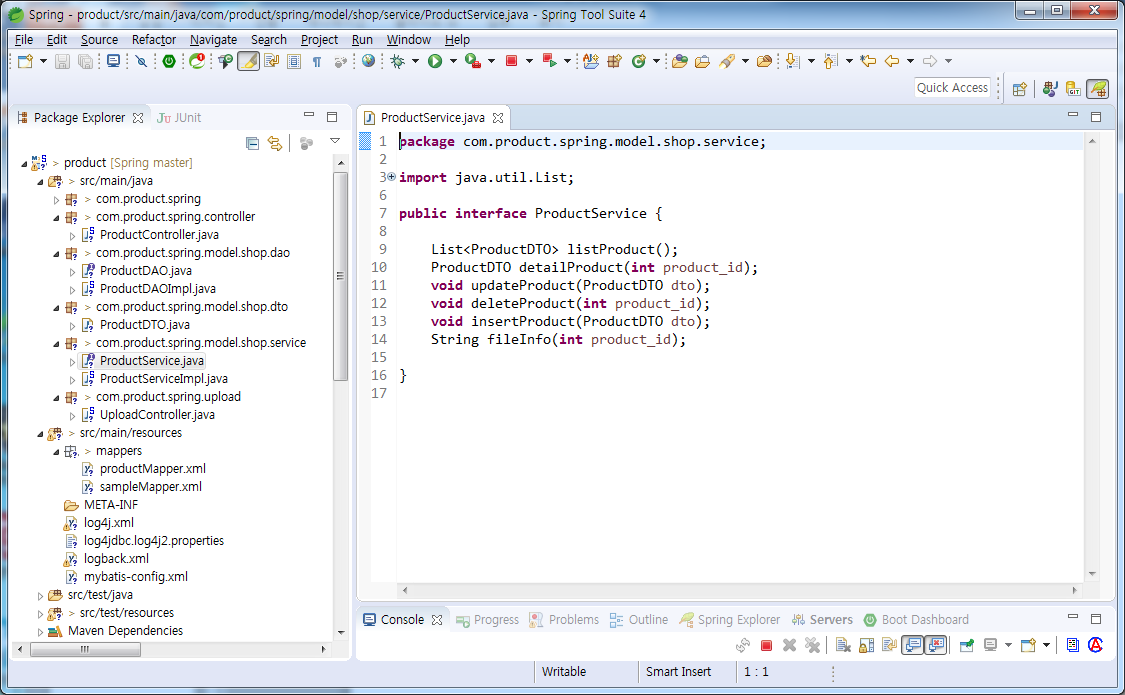 Spring - product/src/main/java/com/product/spring/model/shop/service/ProductService.java - Spring Tool Suite 4
File Edit Source Refactor Navigate Search Project Run Window Help
Quick Access
Package Explorer JUnit
product [Spring master]
> src/main/java
> com.product.spring
> com.product.spring.controller
ProductController.java
> com.product.spring.model.shop.dao
ProductDAO.java
ProductDAOImpl.java
> com.product.spring.model.shop.dto
ProductDTO.java
> com.product.spring.model.shop.service
ProductService.java
ProductServiceImpl.java
> com.product.spring.upload
UploadController.java
> src/main/resources
> mappers
productMapper.xml
sampleMapper.xml
META-INF
log4j.xml
log4jdbc.log4j2.properties
logback.xml
mybatis-config.xml
src/test/java
> src/test/resources
Maven Dependencies
ProductService.java
1 package com.product.spring.model.shop.service;
2
3 import java.util.List;
6
7 public interface ProductService {
8
9 List<ProductDTO> listProduct();
10 ProductDTO detailProduct(int product_id);
11 void updateProduct(ProductDTO dto);
12 void deleteProduct(int product_id);
13 void insertProduct(ProductDTO dto);
14 String fileInfo(int product_id);
15
16 }
17
Console Progress Problems Outline Spring Explorer Servers Boot Dashboard
Writable Smart Insert 1 : 1